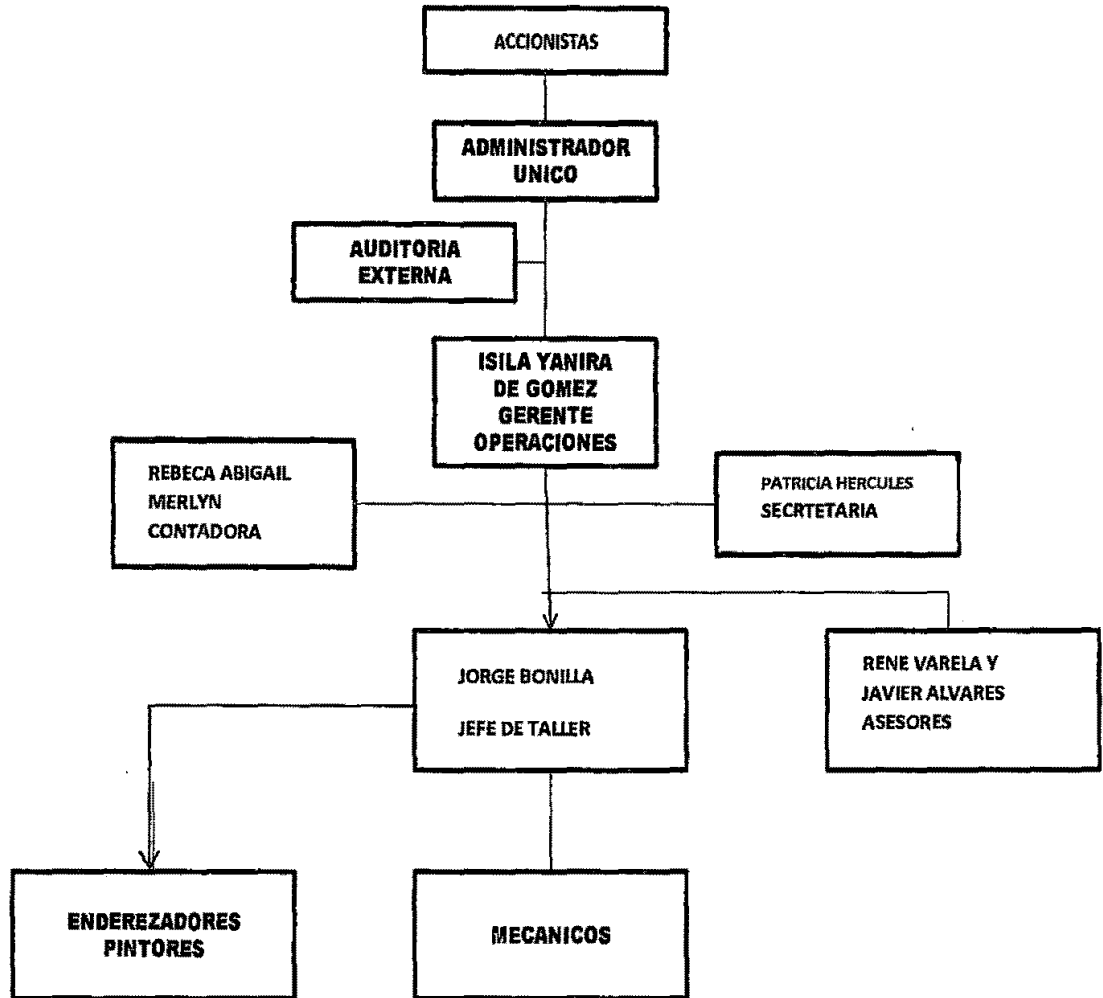 ACCIONISTAS
ADMINISTRADOR
UNICO
AUDITORIA
EXTERNA
ISILA YANIRA
DE GOMEZ
GERENTE
OPERACIONES
REBECA ABIGAIL
MERLYN
CONTADORA
PATRICIA HERCULES
SECRTETARIA
JORGE BONILLA
JEFE DE TALLER
RENE VARELA Y
JAVIER ALVARES
ASESORES
ENDEREZADORES
PINTORES
MECANICOS